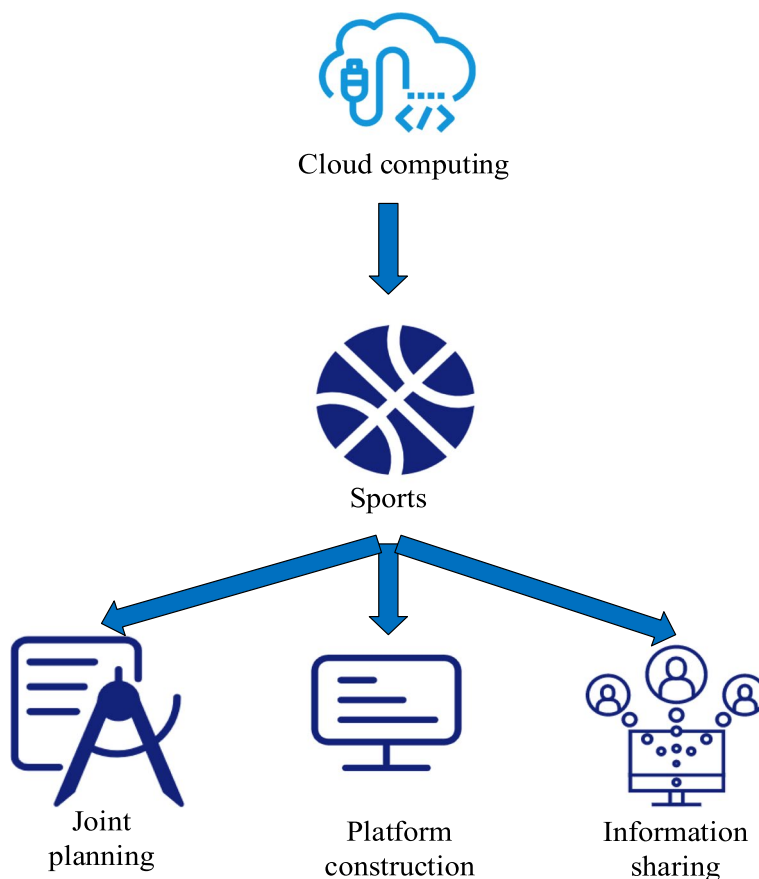 Cloud computing
Sports
Joint
planning
Platform
construction
Information
sharing